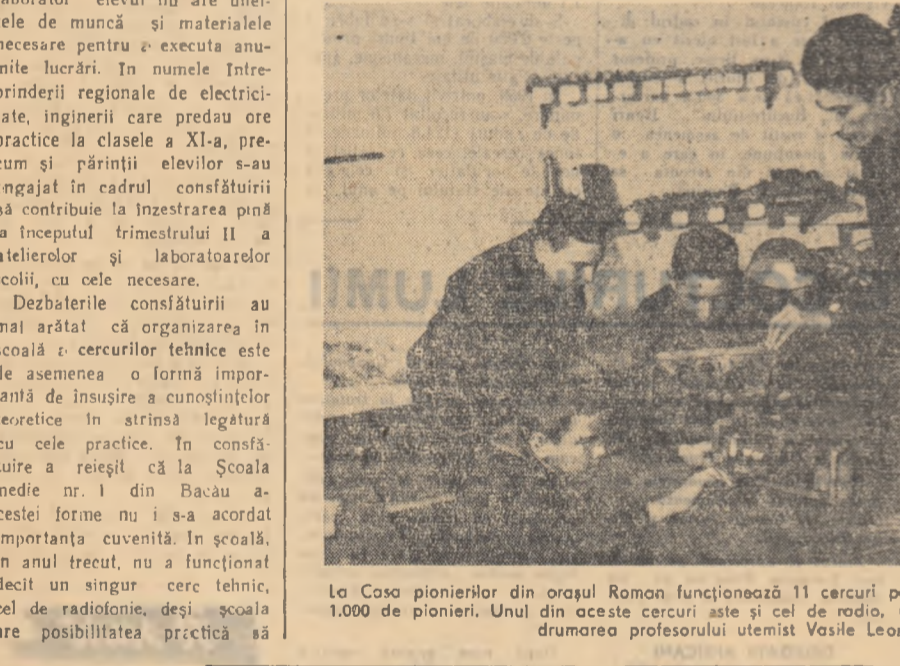 elevul nu are unel-
tele de muncă și materialele
necesare pentru a executa anu-
mite lucrări. In numele Intre-
prinderii regionale de electrici-
tate, inginerii care predau ore
practice la clasele a XI-a, pre-
cum și părinții elevilor s-au
angajat în cadrul consfătuirii
să contribuie la înzestrarea pînă
la începutul trimestrului II a
atelierelor și laboratoarelor
școlii, cu cele necesare.
Dezbaterile consfătuirii au
mai arătat că organizarea în
școală a cercurilor tehnice este
de asemenea o formă impor-
tantă de însușire a cunoștințelor
teoretice în strînsă legătură
cu cele practice. În consfă-
tuire a reieșit că la Școala
medie nr. 1 din Bacău a-
cestei forme nu i s-a acordat
importanța cuvenită. In școală,
în anul trecut, nu a funcționat
decît un singur cerc tehnic,
cel de radiofonie, deși școala
are posibilitatea practică să
La Casa pionierilor din orașul Roman funcționează 11 cercuri
1.000 de pionieri. Unul din aceste cercuri este și cel de radio,
drumarea profesorului utemist Vasile